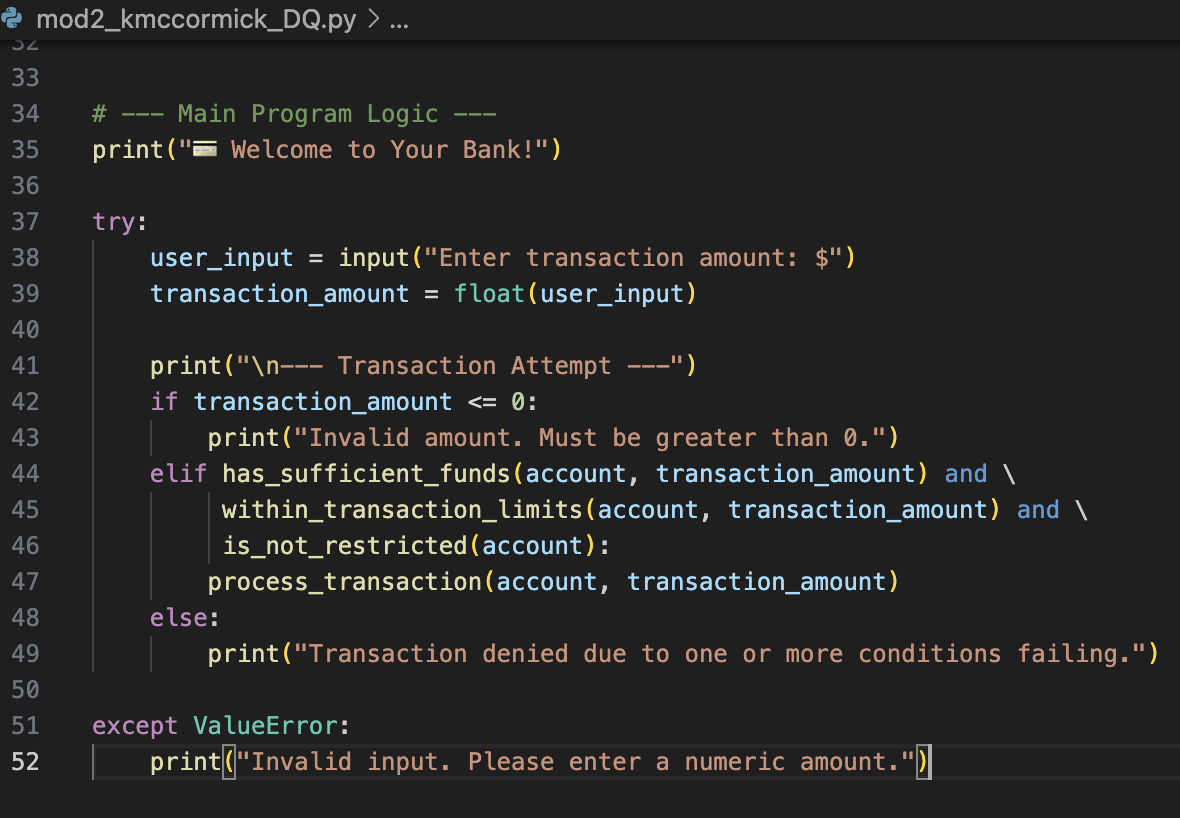 mod2_kmccormick_DQ.py > ...
32
33
34 # --- Main Program Logic ---
35 print("💳 Welcome to Your Bank!")
36
37 try:
38     user_input = input("Enter transaction amount: $")
39     transaction_amount = float(user_input)
40
41     print("\n--- Transaction Attempt ---")
42     if transaction_amount <= 0:
43         print("Invalid amount. Must be greater than 0.")
44     elif has_sufficient_funds(account, transaction_amount) and \
45          within_transaction_limits(account, transaction_amount) and \
46          is_not_restricted(account):
47         process_transaction(account, transaction_amount)
48     else:
49         print("Transaction denied due to one or more conditions failing.")
50
51 except ValueError:
52     print("Invalid input. Please enter a numeric amount.")